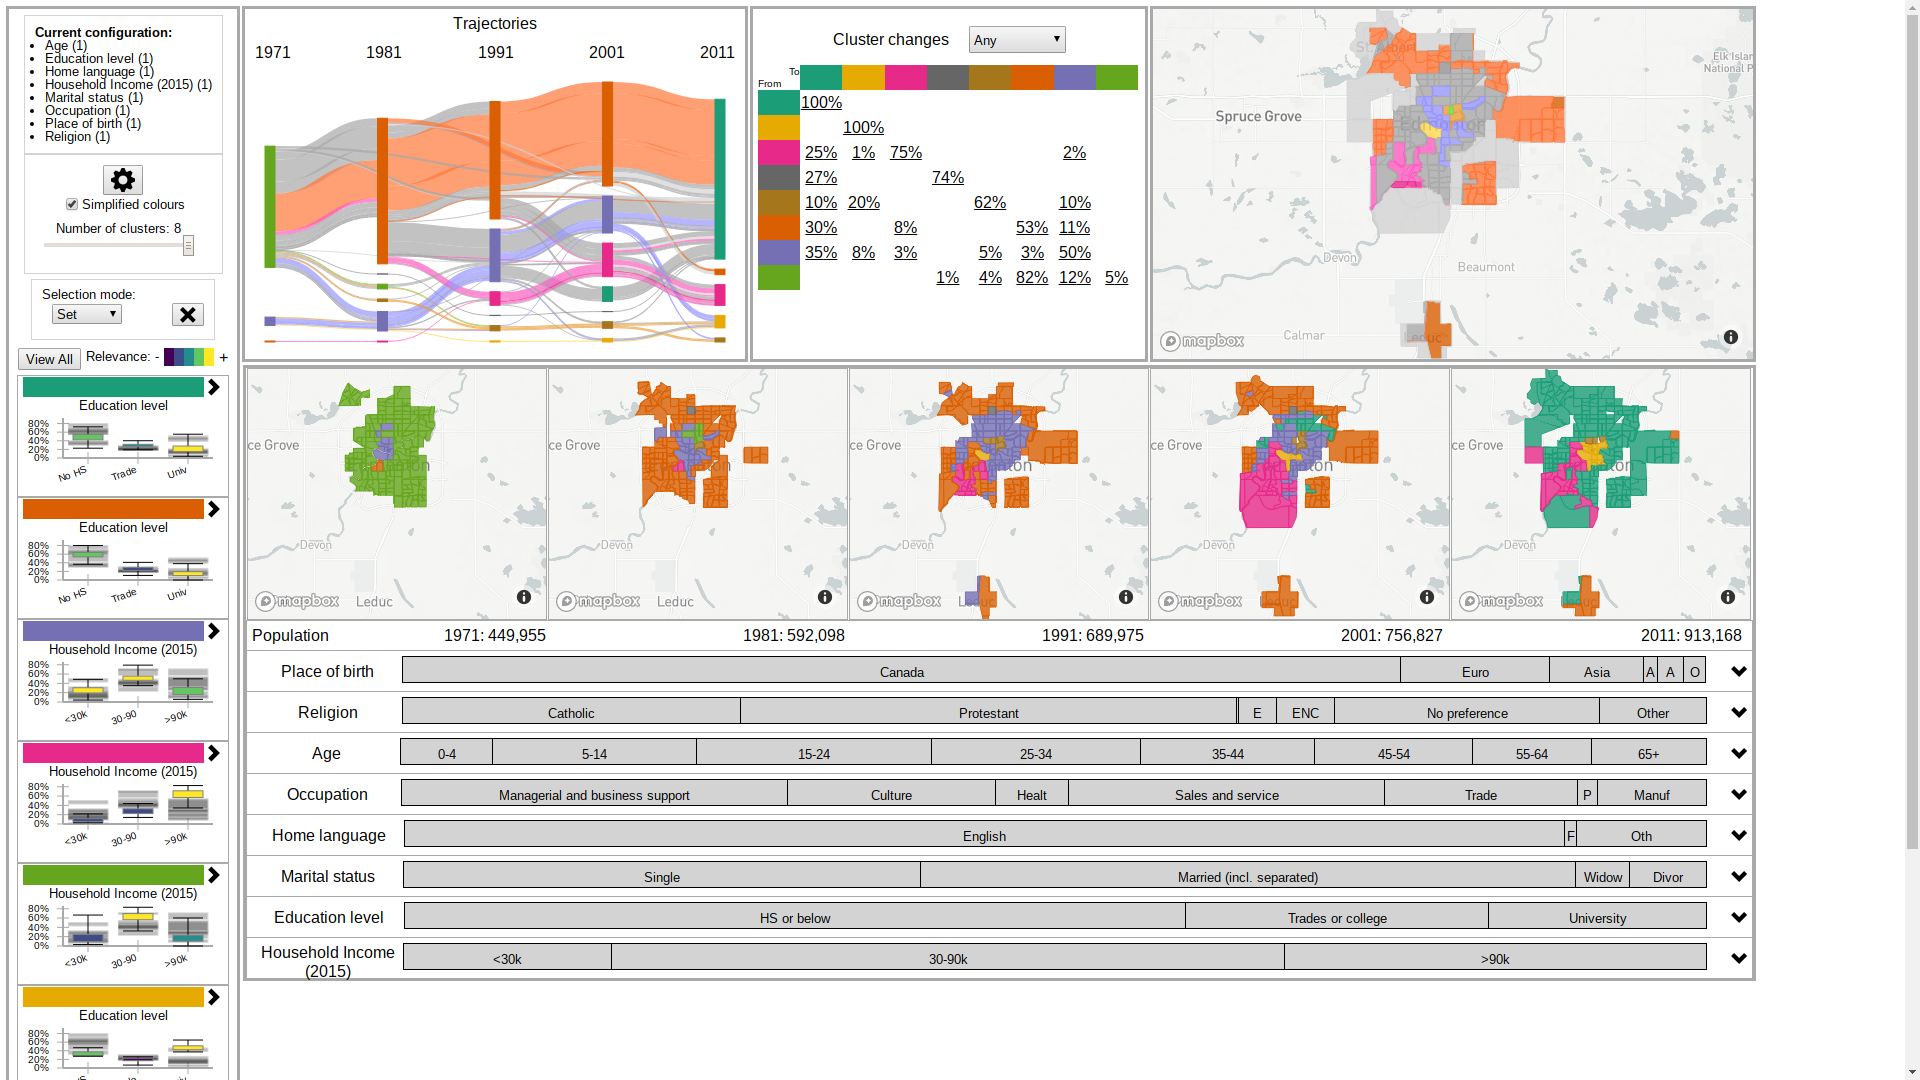 Current configuration:
Age (1)
Education level (1)
Home language (1)
Household Income (2015) (1)
Marital status (1)
Occupation (1)
Place of birth (1)
Religion (1)
Simplified colours
Number of clusters: 8
Selection mode:
Set
View All Relevance: - +
Education level
80%
60%
40%
20%
0%
No HS Trade Univ
Education level
80%
60%
40%
20%
0%
No HS Trade Univ
Household Income (2015)
80%
60%
40%
20%
0%
<30k 30-90 >90k
Household Income (2015)
80%
60%
40%
20%
0%
<30k 30-90 >90k
Household Income (2015)
80%
60%
40%
20%
0%
<30k 30-90 >90k
Education level
80%
60%
40%
20%
0%
Trajectories
1971 1981 1991 2001 2011
Cluster changes Any
To
From
100%
100%
25% 1% 75% 2%
27% 74%
10% 20% 62% 10%
30% 8% 53% 11%
35% 8% 3% 5% 3% 50%
1% 4% 82% 12% 5%
St. Albert
Elk Islan
National P
Spruce Grove
Edmonton
Devon
Beaumont
Calmar
Leduc
mapbox
ce Grove
Devon
Leduc
mapbox
ce Grove
Devon
Leduc
mapbox
ce Grove
Devon
mapbox
ce Grove
Devon
mapbox
ce Grove
Devon
mapbox
Population 1971: 449,955 1981: 592,098 1991: 689,975 2001: 756,827 2011: 913,168
Place of birth Canada Euro Asia A A O
Religion Catholic Protestant E ENC No preference Other
Age 0-4 5-14 15-24 25-34 35-44 45-54 55-64 65+
Occupation Managerial and business support Culture Healt Sales and service Trade P Manuf
Home language English F Oth
Marital status Single Married (incl. separated) Widow Divor
Education level HS or below Trades or college University
Household Income (2015) <30k 30-90k >90k